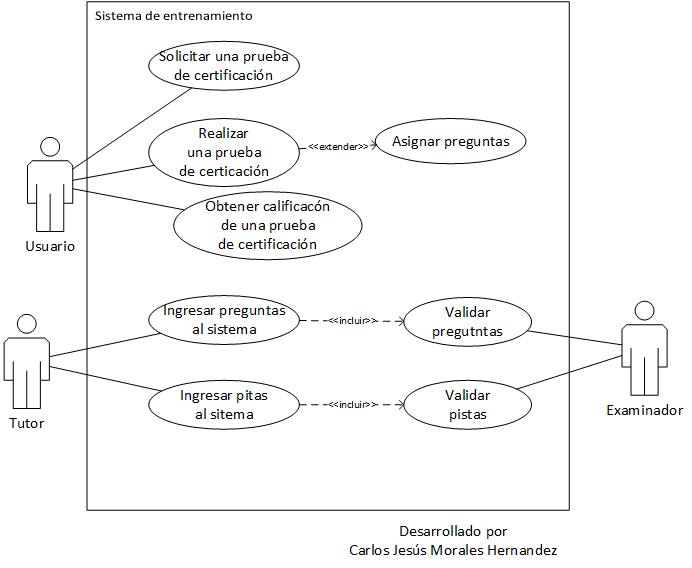 Sistema de entrenamiento
Solicitar una prueba
de certificación
Realizar
una prueba
de certicación
<<extender>>
Asignar preguntas
Obtener calificacón
de una prueba
de certificación
Usuario
Ingresar preguntas
al sistema
<<incluir>>
Validar
pregutntas
Ingresar pitas
al sitema
<<incluir>>
Validar
pistas
Tutor
Examinador
Desarrollado por
Carlos Jesús Morales Hernandez